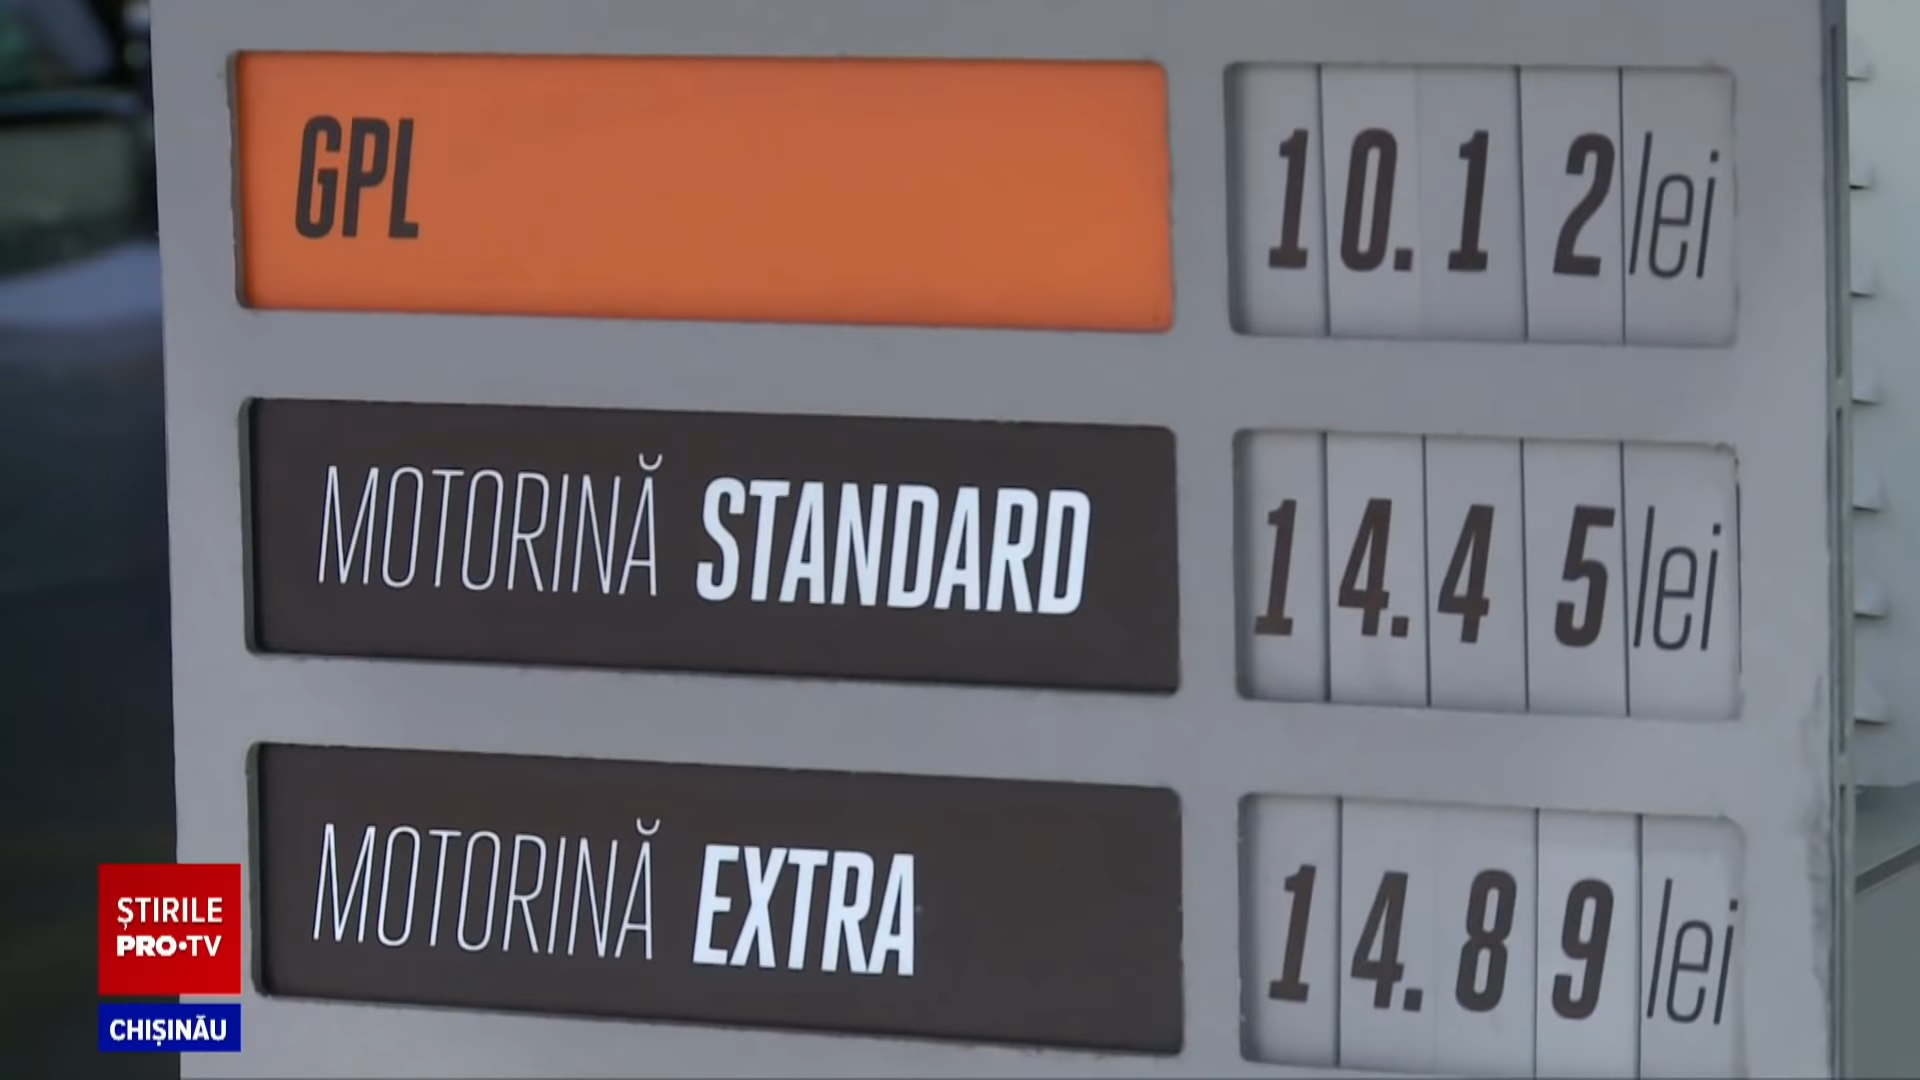 GPL 10.12 lei
MOTORINĂ STANDARD 14.45 lei
MOTORINĂ EXTRA 14.89 lei
ȘTIRILE
PRO•TV
CHIȘINĂU